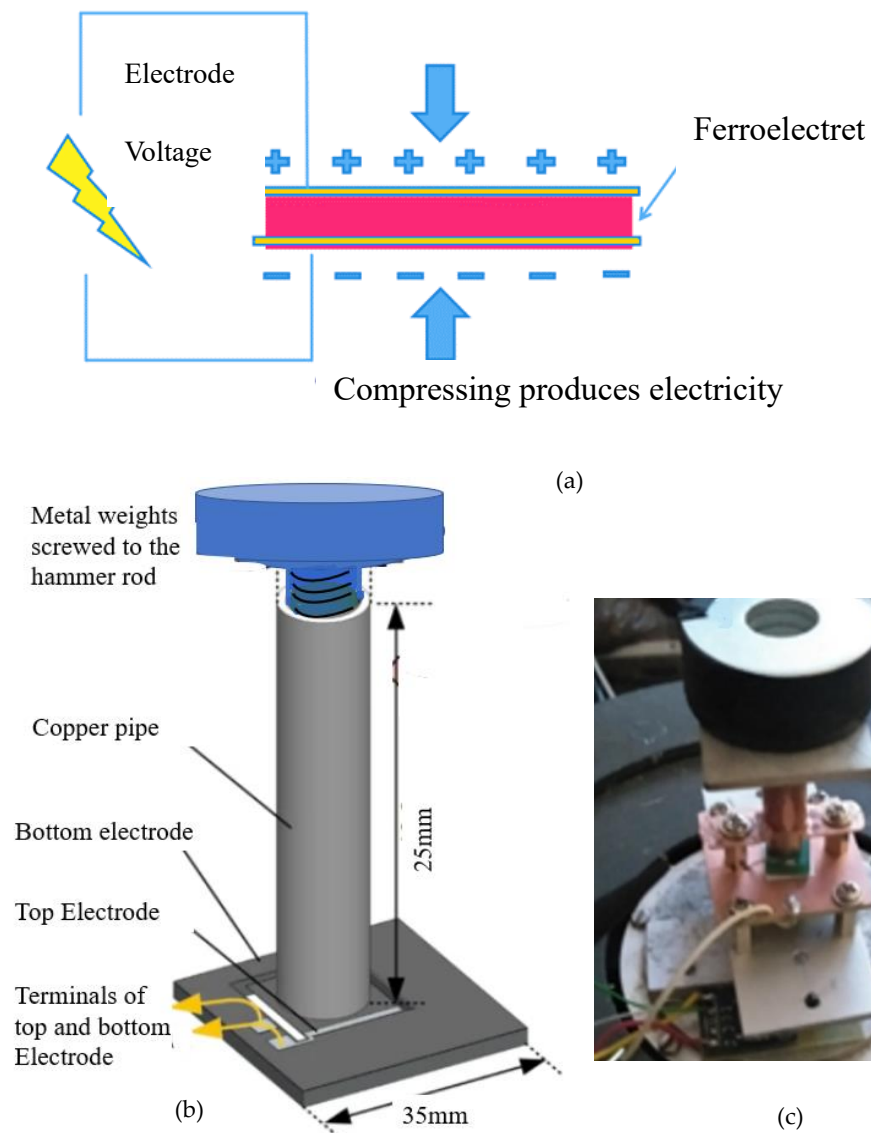 Electrode
Voltage
Ferroelectret
Compressing produces electricity
(a)
Metal weights
screwed to the
hammer rod
Copper pipe
25mm
Bottom electrode
Top Electrode
Terminals of
top and bottom
Electrode
35mm
(b)
(c)